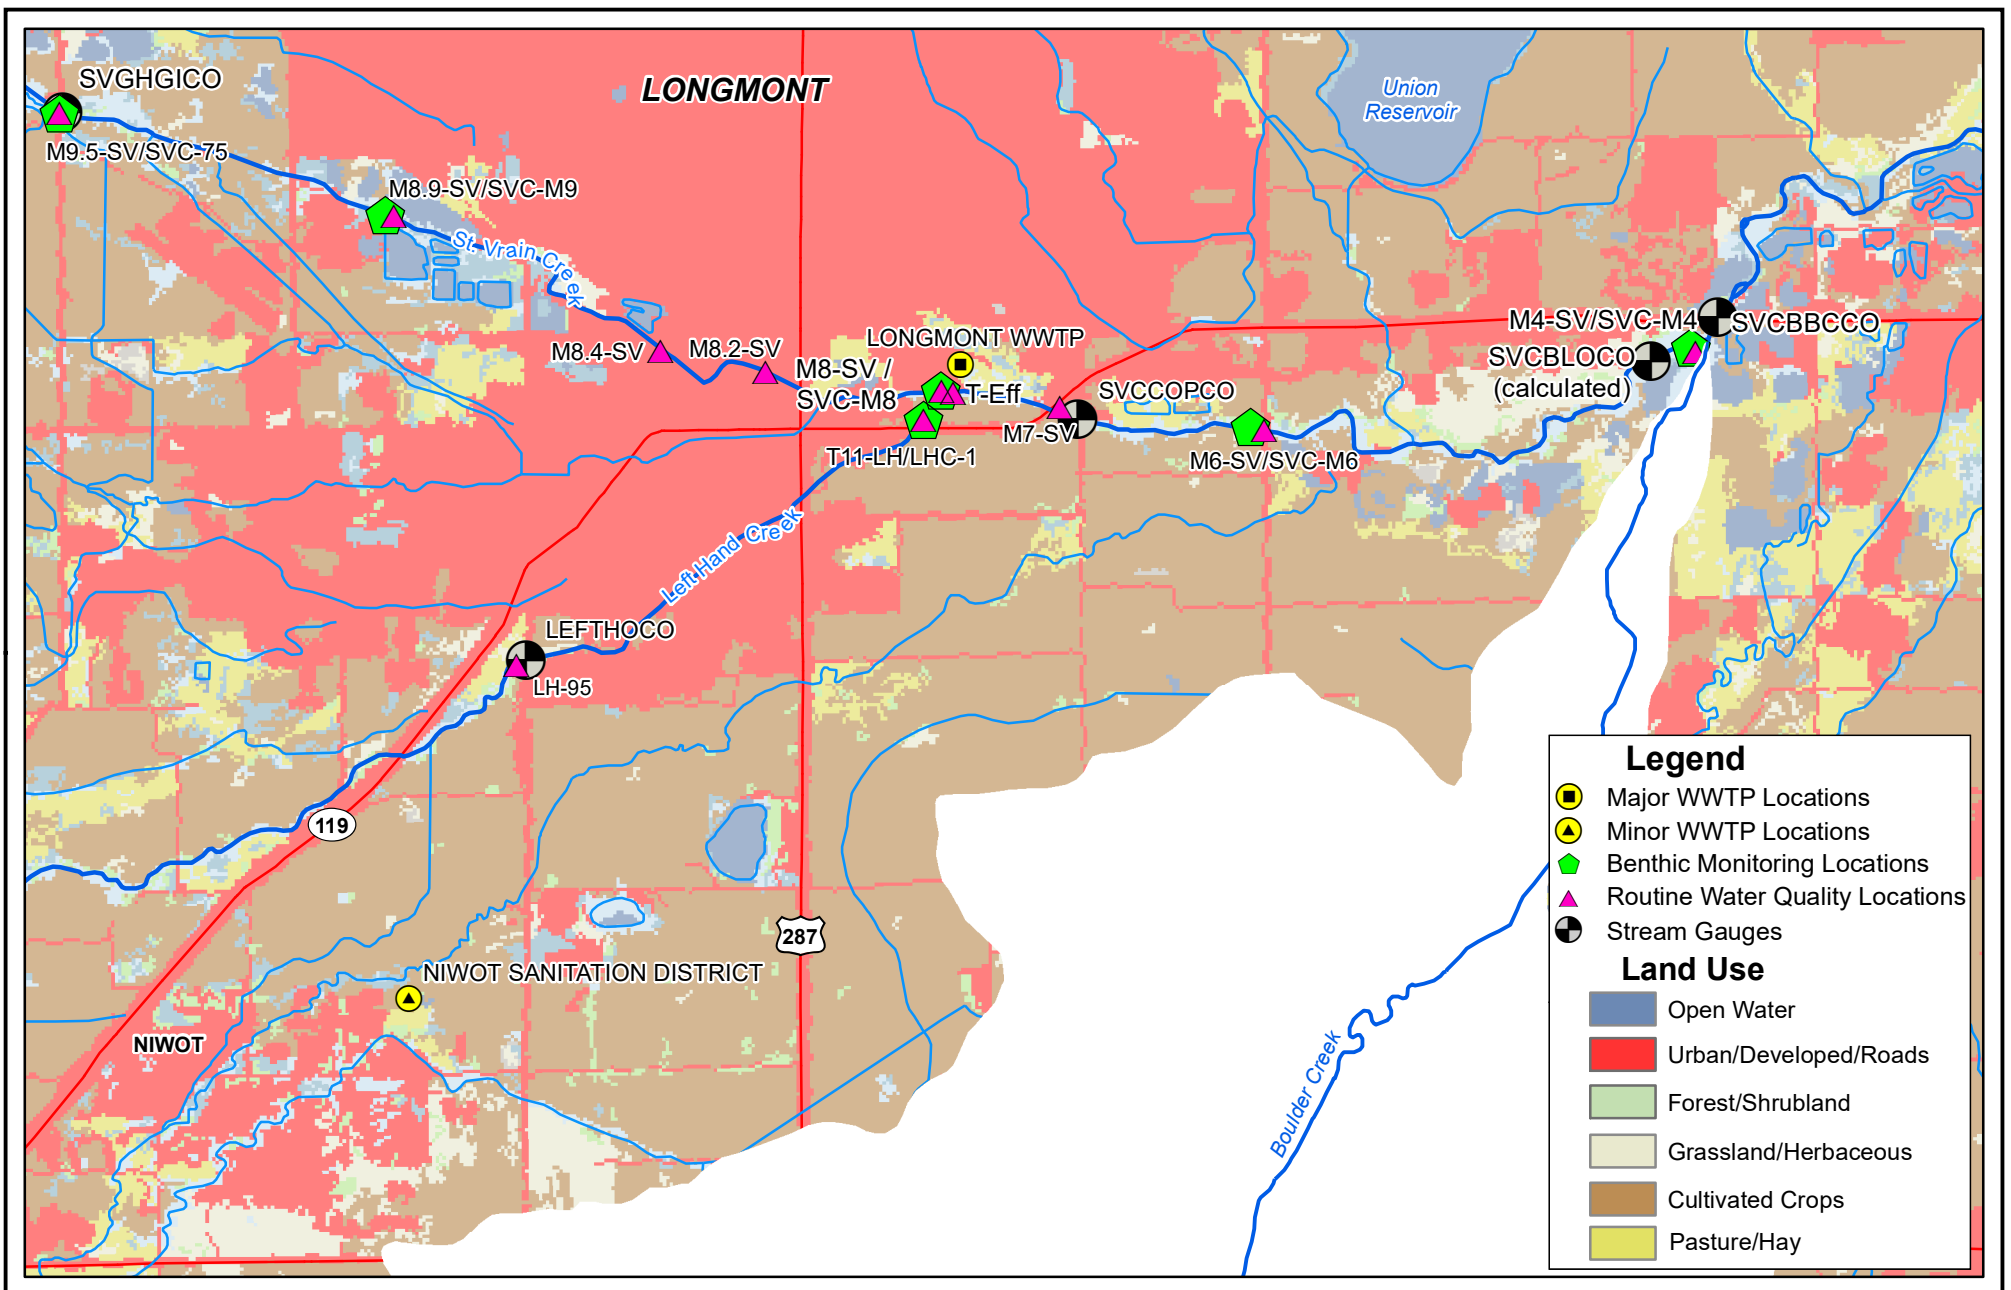 SVGHGICO
M9.5-SV/SVC-75
LONGMONT
Union
Reservoir
M8.9-SV/SVC-M9
St. Vrain Creek
M8.4-SV
M8.2-SV
M8-SV /
SVC-M8
LONGMONT WWTP
T-Eff
SVCCOPCO
M7-SV
T11-LH/LHC-1
M6-SV/SVC-M6
M4-SV/SVC-M4
SVCBBCCO
SVCBLOCO
(calculated)
Left Hand Creek
LEFTHOCO
LH-95
119
287
NIWOT SANITATION DISTRICT
NIWOT
Boulder Creek
Legend
Major WWTP Locations
Minor WWTP Locations
Benthic Monitoring Locations
Routine Water Quality Locations
Stream Gauges
Land Use
Open Water
Urban/Developed/Roads
Forest/Shrubland
Grassland/Herbaceous
Cultivated Crops
Pasture/Hay